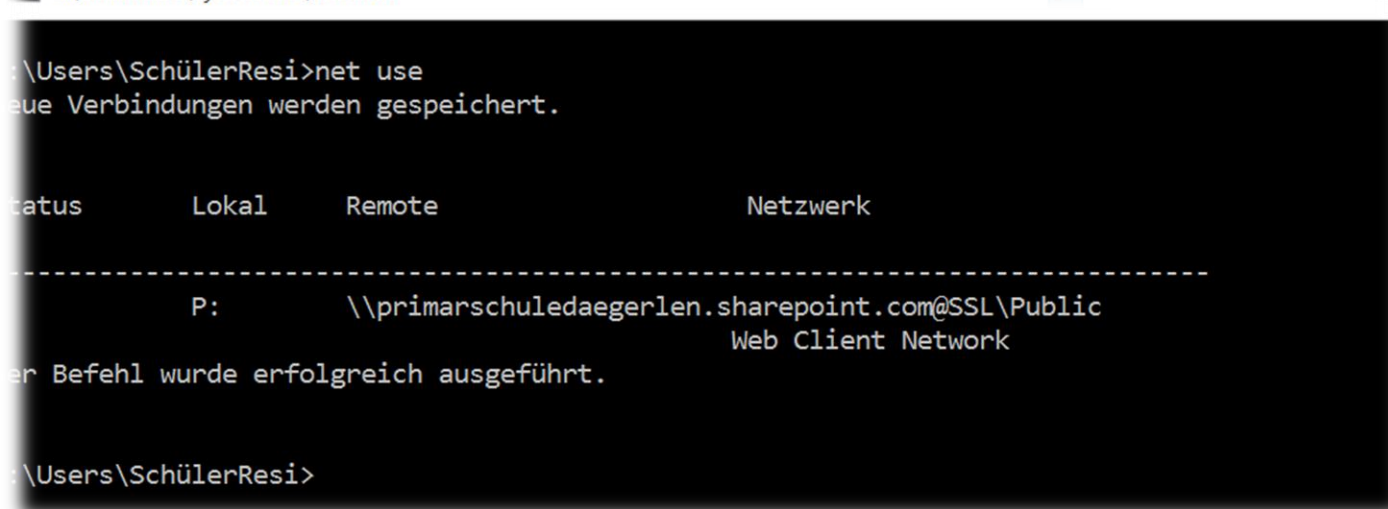 :\Users\SchülerResi>net use
eue Verbindungen werden gespeichert.
tatus Lokal Remote Netzwerk
-------------------------------------------------------------------------------
P: \\primarschuledaegerlen.sharepoint.com@SSL\Public
Web Client Network
er Befehl wurde erfolgreich ausgeführt.
:\Users\SchülerResi>